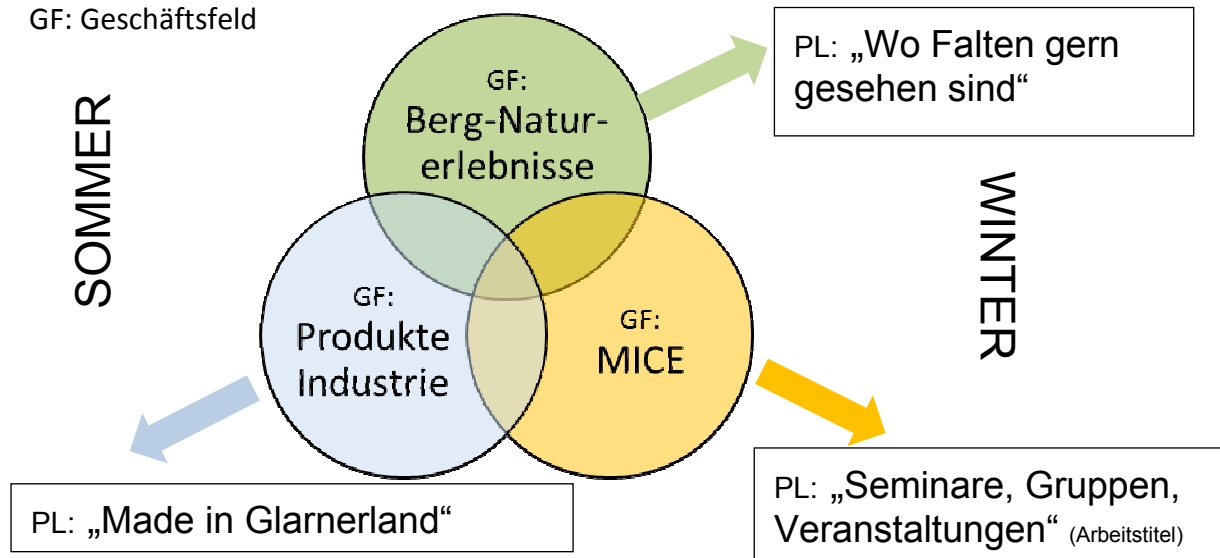 GF: Geschäftsfeld
SOMMER
GF:
Berg-Natur-
erlebnisse
PL: „Wo Falten gern
gesehen sind“
WINTER
GF:
Produkte
Industrie
GF:
MICE
PL: „Made in Glarnerland“
PL: „Seminare, Gruppen,
Veranstaltungen“ (Arbeitstitel)